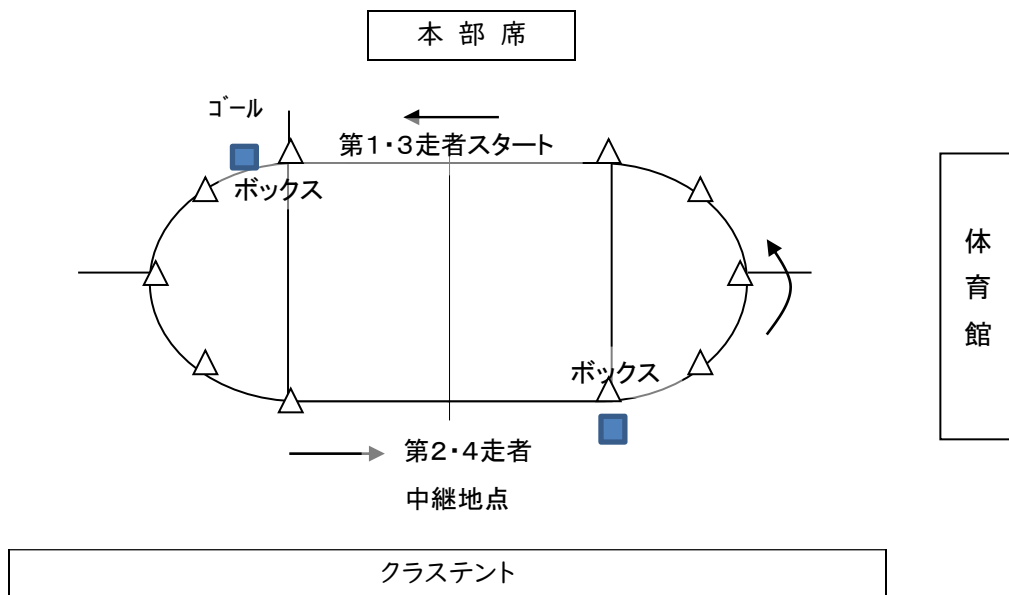 本 部 席
ｺﾞｰﾙ
第1・3走者スタート
ボックス
体
育
館
ボックス
第2・4走者
中継地点
クラステント